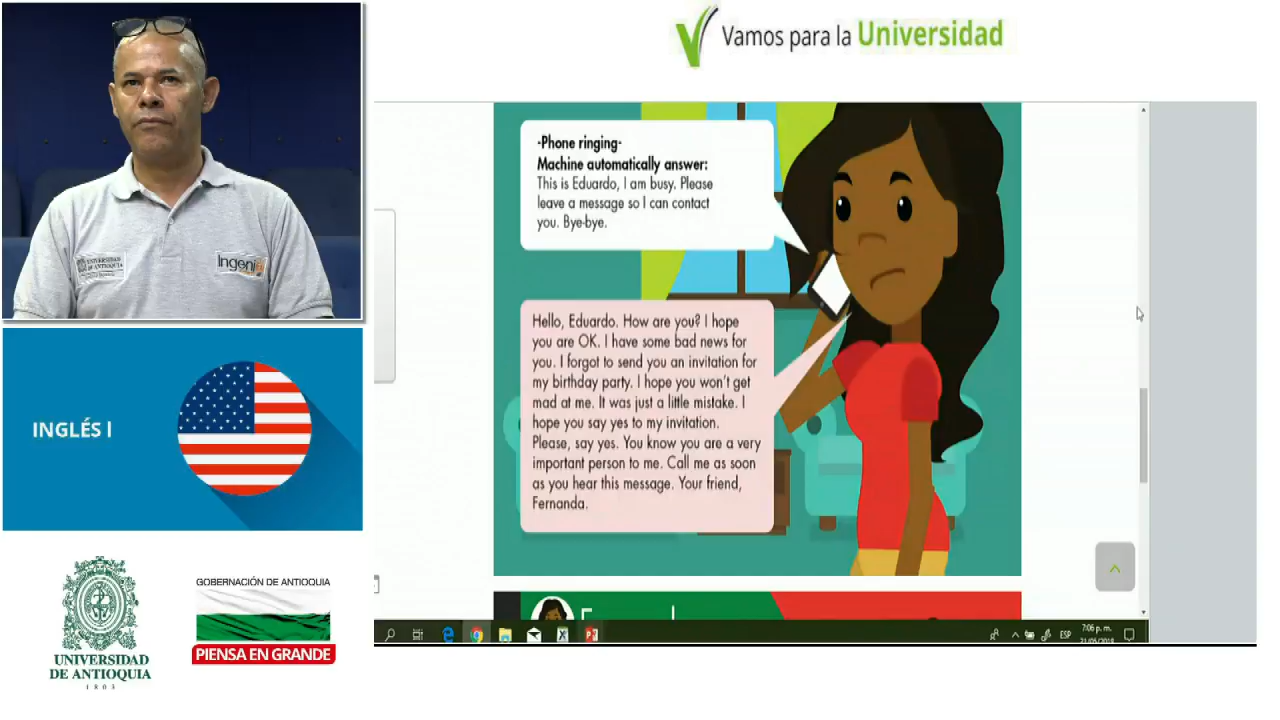 Vamos para la Universidad
-Phone ringing-
Machine automatically answer:
This is Eduardo, I am busy. Please
leave a message so I can contact
you. Bye-bye.
Hello, Eduardo. How are you? I hope
you are OK. I have some bad news for
you. I forgot to send you an invitation for
my birthday party. I hope you won't get
mad at me. It was just a little mistake. I
hope you say yes to my invitation.
Please, say yes. You know you are a very
important person to me. Call me as soon
as you hear this message. Your friend,
Fernanda.
UNIVERSIDAD
DE ANTIOQUIA
Ingeni@
INGLÉS I
UNIVERSIDAD
DE ANTIOQUIA
1803
GOBERNACIÓN DE ANTIOQUIA
PIENSA EN GRANDE
ESP
7:06 p. m.